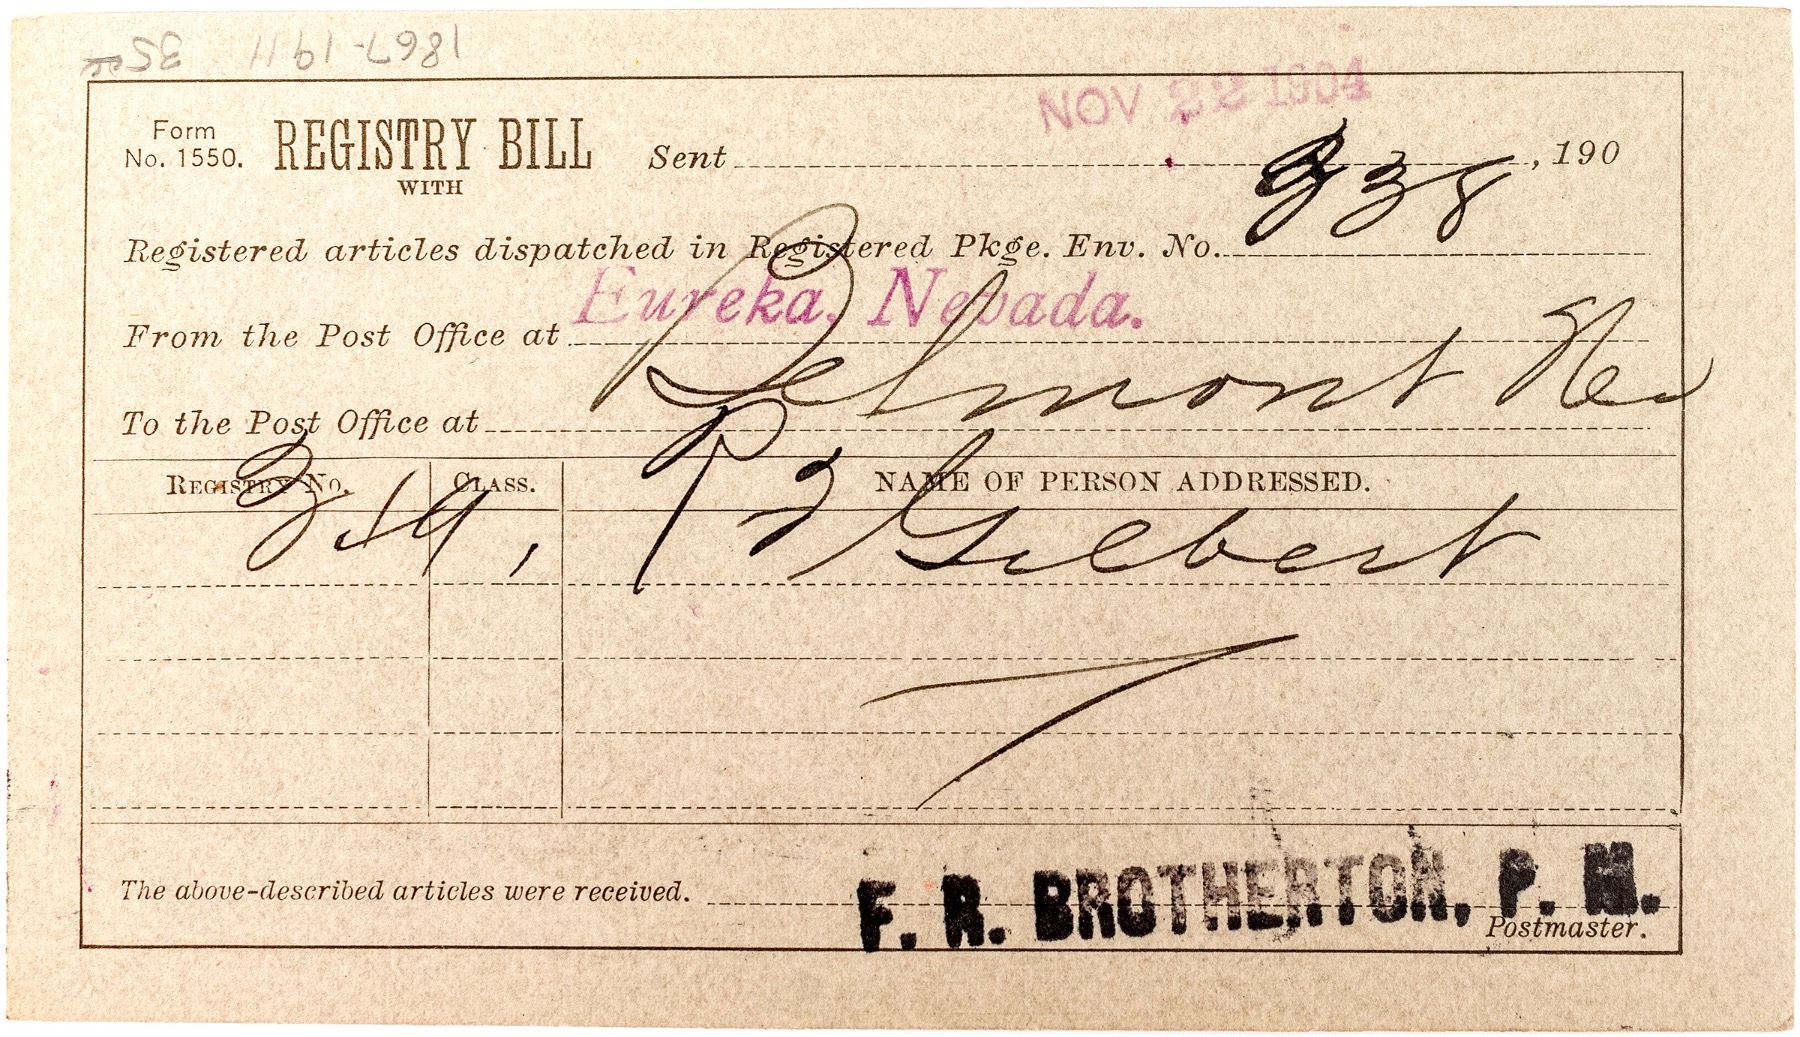 1867-1911 35
NOV 22 1904
Form
No. 1550.
REGISTRY BILL
WITH
Sent , 190
Registered articles dispatched in Registered Pkge. Env. No. 338
From the Post Office at Eureka, Nevada.
To the Post Office at Belmont Nev
REGISTRY No. CLASS. NAME OF PERSON ADDRESSED.
Gilbert
The above-described articles were received. F. R. BROTHERTON, P. M.
Postmaster.